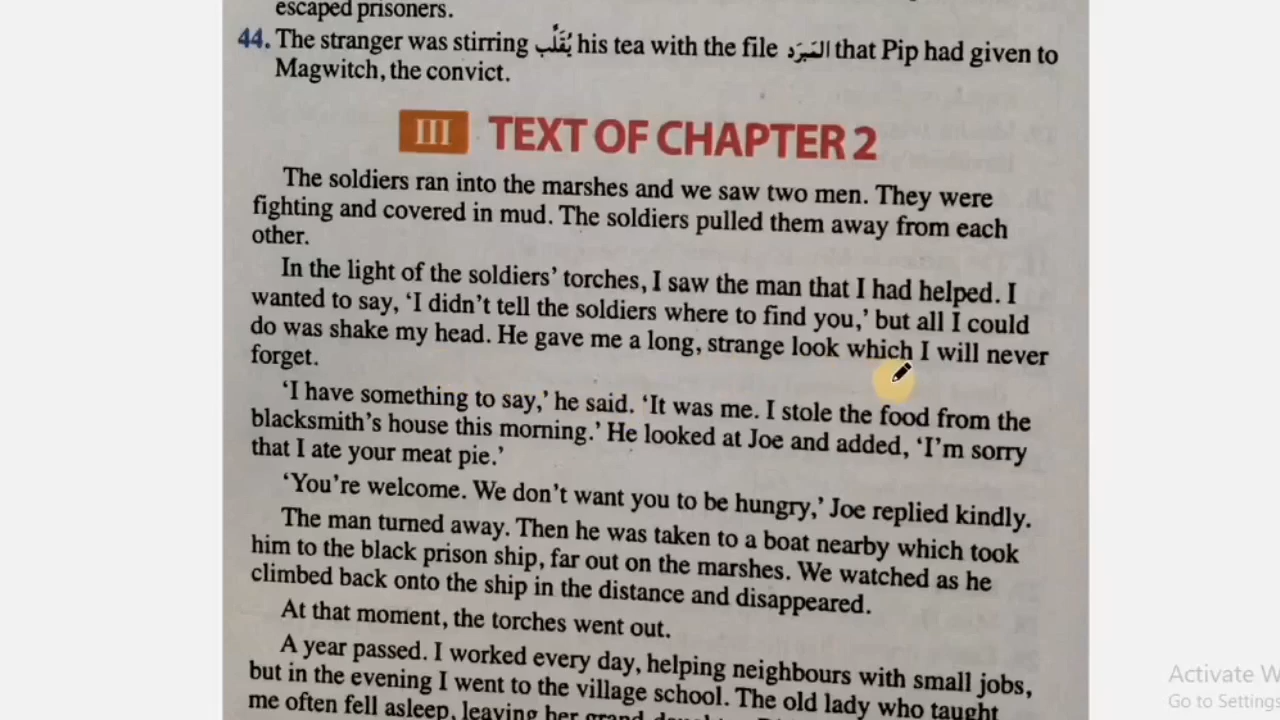 escaped prisoners.
44. The stranger was stirring يُقَلِّب his tea with the file المَبرَد that Pip had given to
Magwitch, the convict.
III TEXT OF CHAPTER 2
The soldiers ran into the marshes and we saw two men. They were
fighting and covered in mud. The soldiers pulled them away from each
other.
In the light of the soldiers' torches, I saw the man that I had helped. I
wanted to say, 'I didn't tell the soldiers where to find you,' but all I could
do was shake my head. He gave me a long, strange look which I will never
forget.
'I have something to say,' he said. 'It was me. I stole the food from the
blacksmith's house this morning.' He looked at Joe and added, 'I'm sorry
that I ate your meat pie.'
'You're welcome. We don't want you to be hungry,' Joe replied kindly.
The man turned away. Then he was taken to a boat nearby which took
him to the black prison ship, far out on the marshes. We watched as he
climbed back onto the ship in the distance and disappeared.
At that moment, the torches went out.
A year passed. I worked every day, helping neighbours with small jobs,
but in the evening I went to the village school. The old lady who taught
me often fell asleep, leaving her
Activate W
Go to Settings